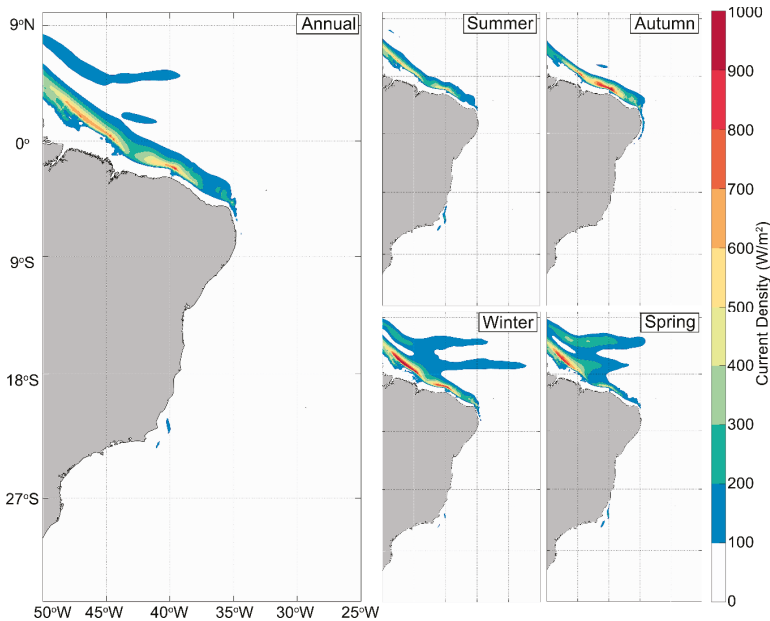 Annual
9°N
0°
9°S
18°S
27°S
50°W 45°W 40°W 35°W 30°W 25°W
Summer
Autumn
Winter
Spring
1000
900
800
700
600
500
400
300
200
100
0
Current Density (W/m²)